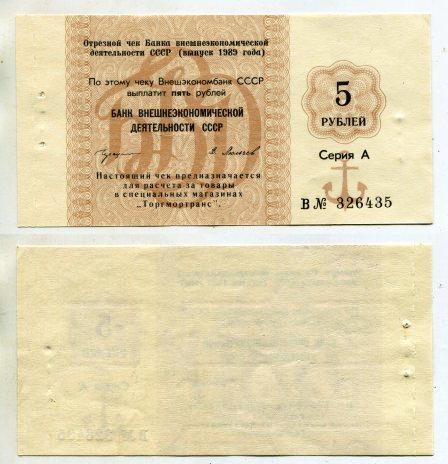 Отрезной чек Банка внешнеэкономической
деятельности СССР (выпуск 1989 года)
По этому чеку Внешэкономбанк СССР
выплатит пять рублей
БАНК ВНЕШНЕЭКОНОМИЧЕСКОЙ
ДЕЯТЕЛЬНОСТИ СССР
Настоящий чек предназначается
для расчета за товары
в специальных магазинах
„Торгмортранс".
5
РУБЛЕЙ
Серия А
В № 326435